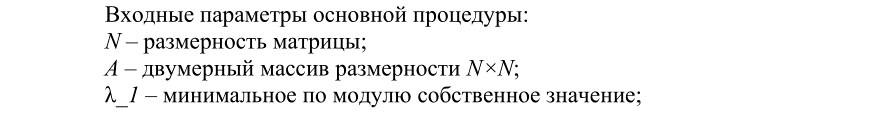 Входные параметры основной процедуры:
N – размерность матрицы;
A – двумерный массив размерности N×N;
λ_1 – минимальное по модулю собственное значение;